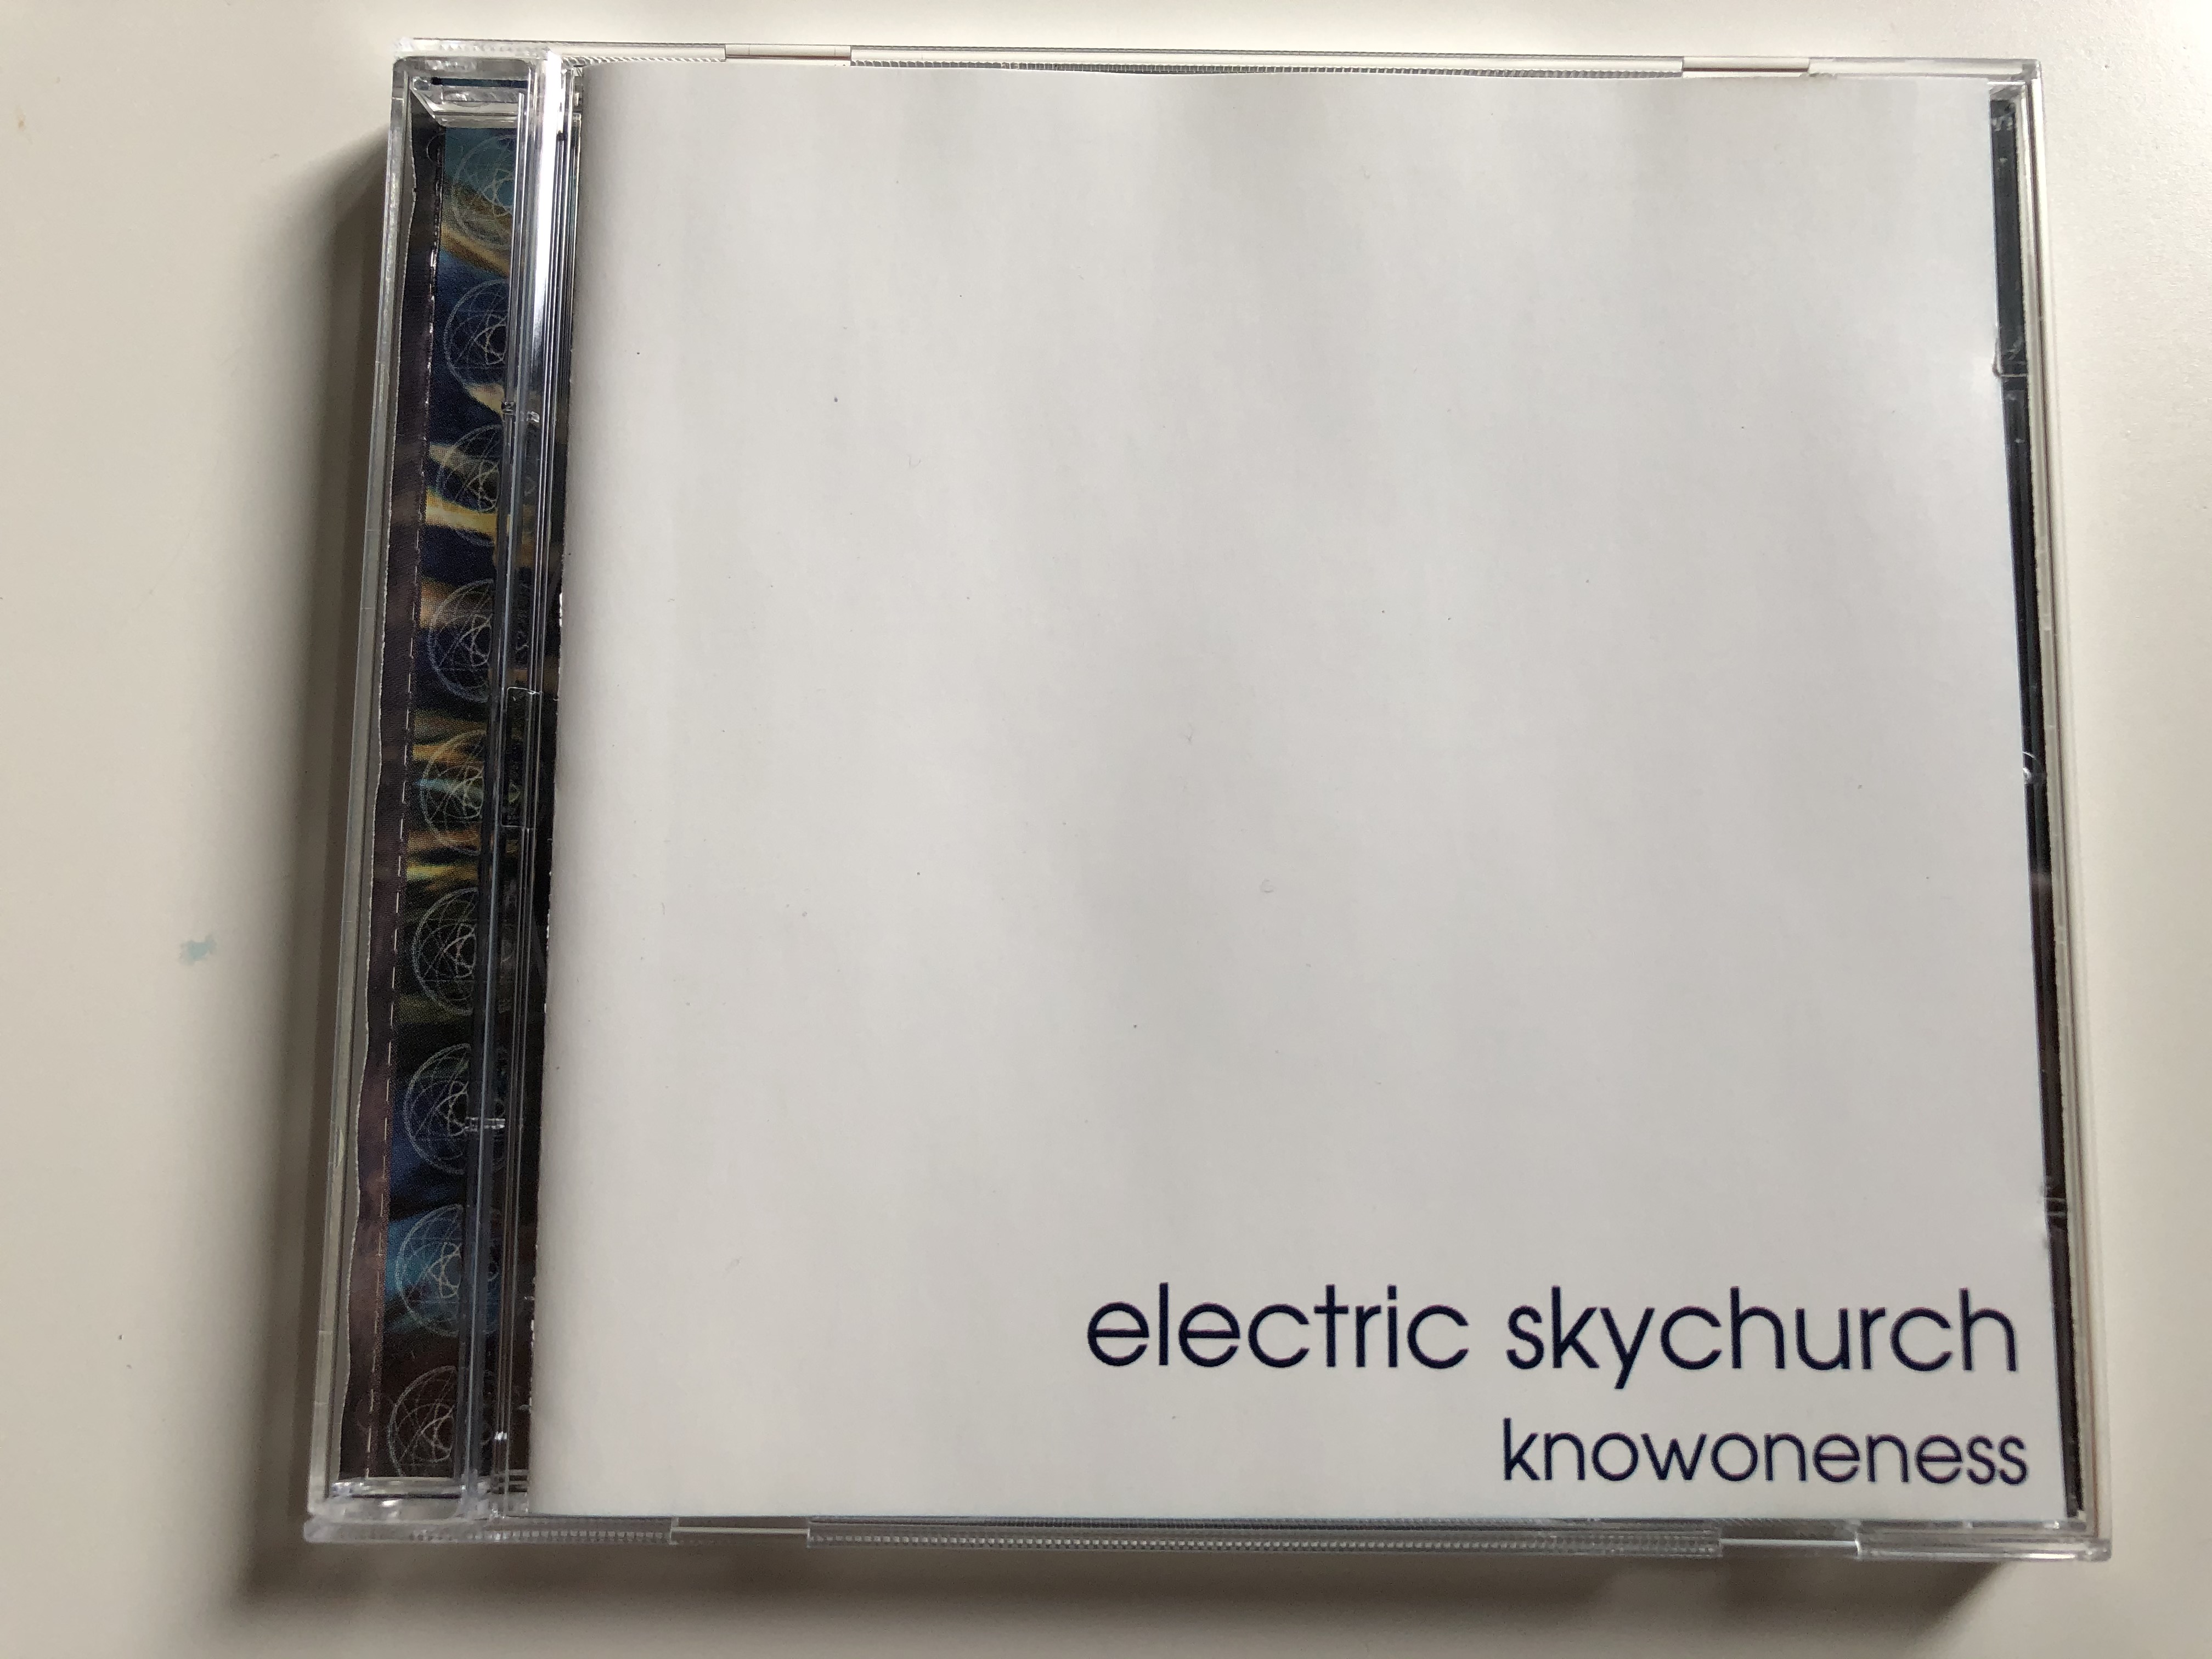 electric skychurch
knowoneness